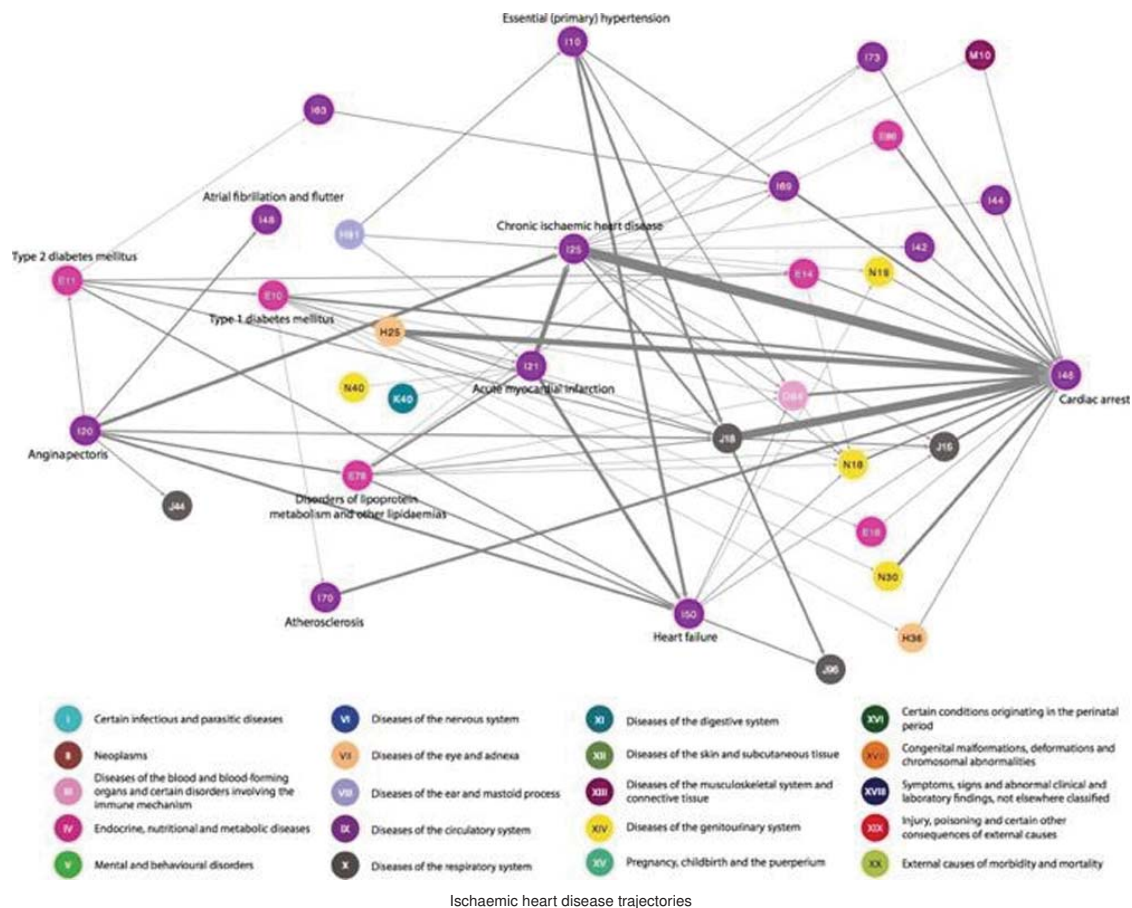 Essential (primary) hypertension
I10
I73
M10
I63
E86
I69
Atrial fibrillation and flutter
I48
I44
H91
Chronic ischaemic heart disease
I25
I42
Type 2 diabetes mellitus
E11
E14
N19
E10
Type 1 diabetes mellitus
H25
I21
Acute myocardial infarction
I46
Cardiac arrest
N40
K40
I20
Angina pectoris
J18
J15
N18
E78
Disorders of lipoprotein
metabolism and other lipidaemias
J44
N30
I70
Atherosclerosis
I50
Heart failure
H36
J96
I
Certain infectious and parasitic diseases
II
Neoplasms
III
Diseases of the blood and blood-forming
organs and certain disorders involving the
immune mechanism
IV
Endocrine, nutritional and metabolic diseases
V
Mental and behavioural disorders
VI
Diseases of the nervous system
VII
Diseases of the eye and adnexa
VIII
Diseases of the ear and mastoid process
IX
Diseases of the circulatory system
X
Diseases of the respiratory system
XI
Diseases of the digestive system
XII
Diseases of the skin and subcutaneous tissue
XIII
Diseases of the musculoskeletal system and
connective tissue
XIV
Diseases of the genitourinary system
XV
Pregnancy, childbirth and the puerperium
XVI
Certain conditions originating in the perinatal
period
XVII
Congenital malformations, deformations and
chromosomal abnormalities
XVIII
Symptoms, signs and abnormal clinical and
laboratory findings, not elsewhere classified
XIX
Injury, poisoning and certain other
consequences of external causes
XX
External causes of morbidity and mortality
Ischaemic heart disease trajectories